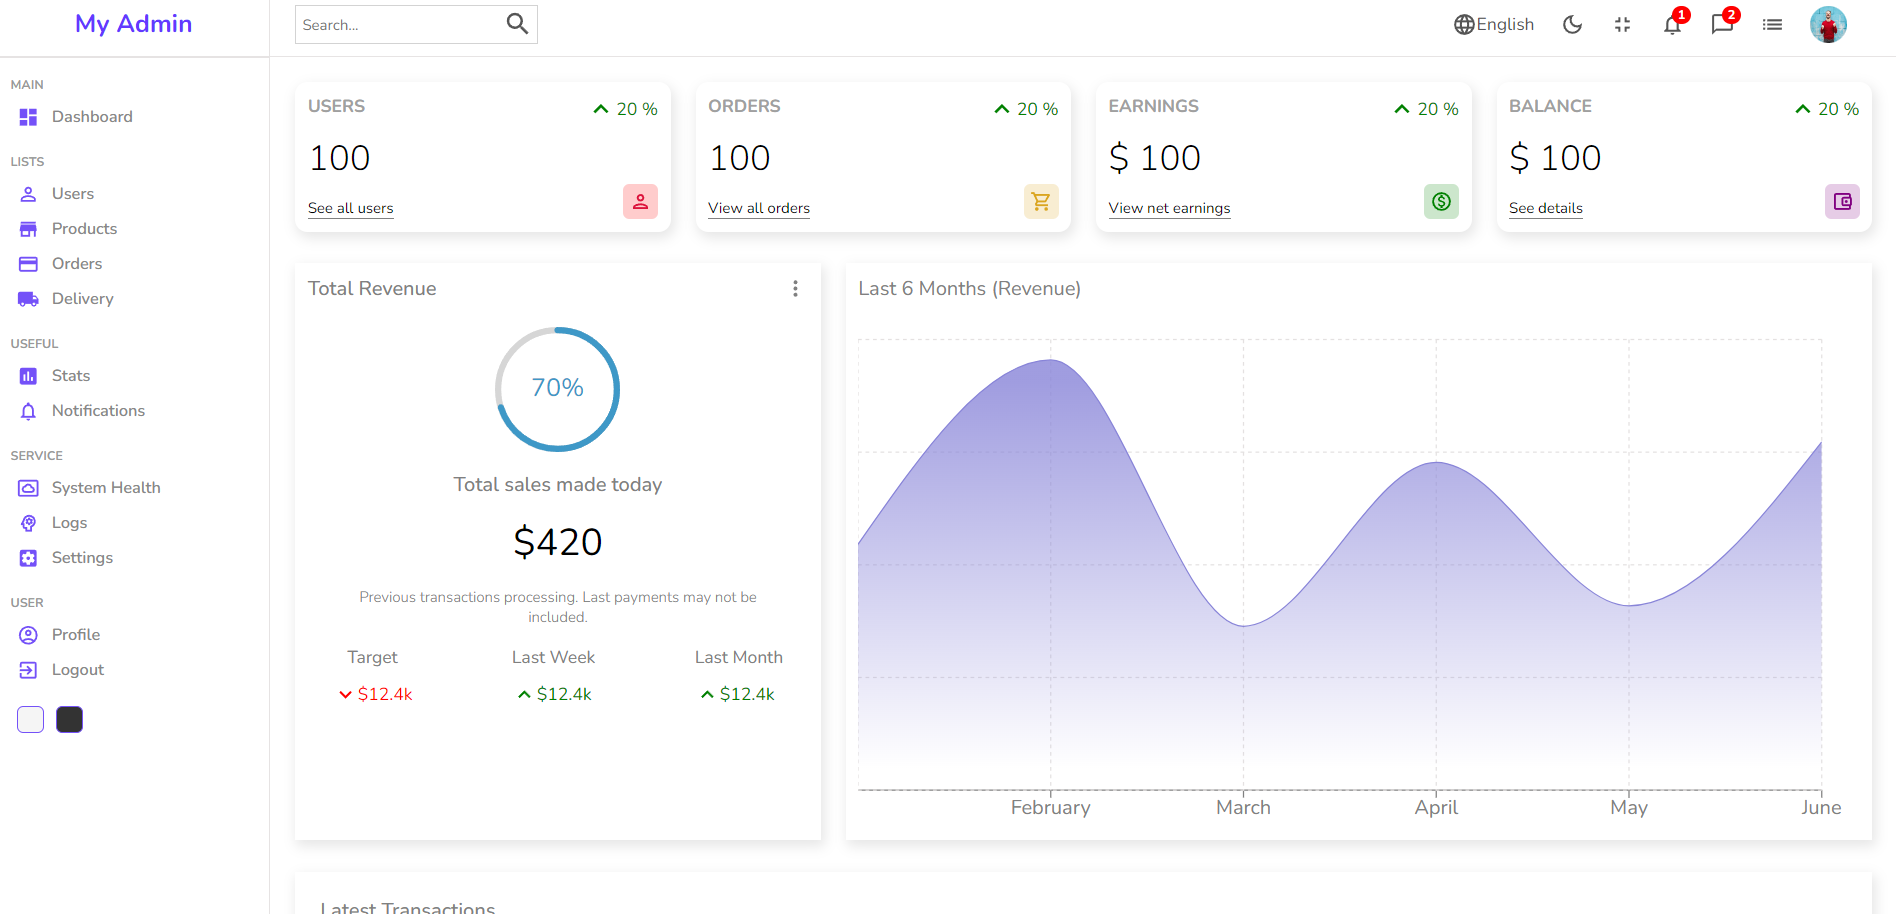 My Admin
Search...
English
1
2
MAIN
Dashboard
LISTS
Users
Products
Orders
Delivery
USEFUL
Stats
Notifications
SERVICE
System Health
Logs
Settings
USER
Profile
Logout
USERS
20 %
100
See all users
ORDERS
20 %
100
View all orders
EARNINGS
20 %
$ 100
View net earnings
BALANCE
20 %
$ 100
See details
Total Revenue
70%
Total sales made today
$420
Previous transactions processing. Last payments may not be
included.
Target
$12.4k
Last Week
$12.4k
Last Month
$12.4k
Last 6 Months (Revenue)
February
March
April
May
June
Latest Transactions